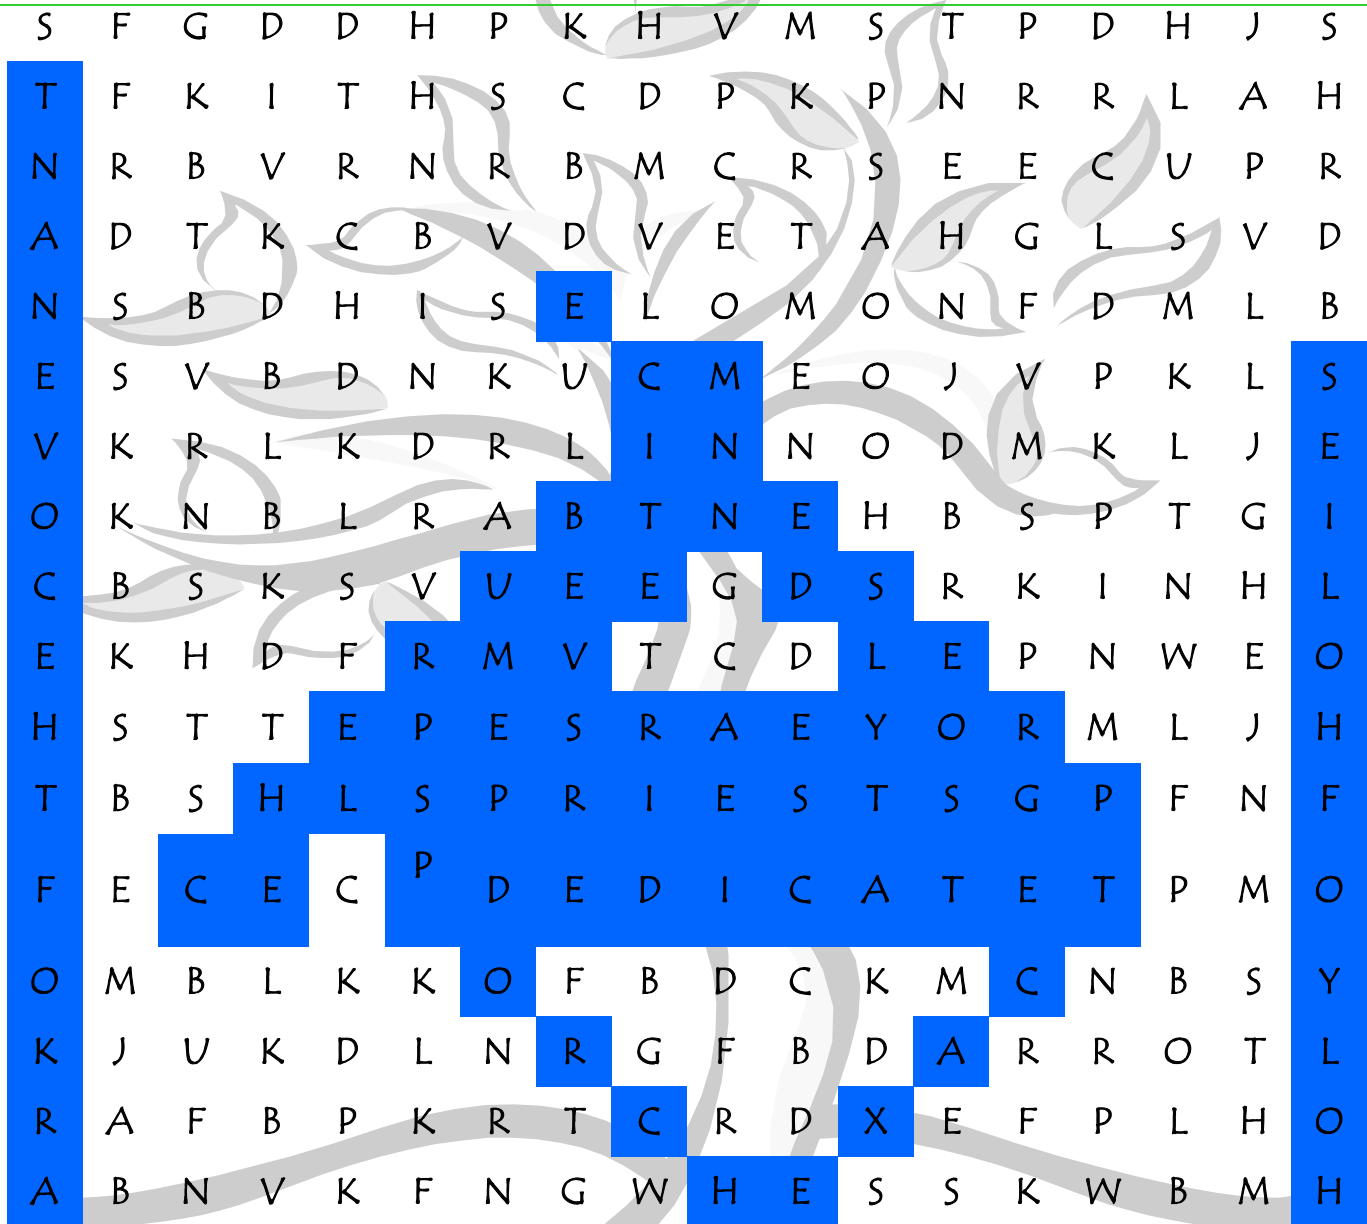 S F G D D H P K H V M S T P D H J S
T F K I T H S C D P K P N R R L A H
N R B V R N R B M C R S E E C U P R
A D T K C B V D V E T A H G L S V D
N S B D H I S E L O M O N F D M L B
E S V B D N K U C M E O J V P K L S
V K R L K D R L I N N O D M K L J E
O K N B L R A B T N E H B S P T G I
C B S K S V U E E G D S R K I N H L
E K H D F R M V T C D L E P N W E O
H S T T E P E S R A E Y O R M L J H
T B S H L S P R I E S T S G P F N F
F E C E C P D E D I C A T E T P M O
O M B L K K O F B D C K M C N B S Y
K J U K D L N R G F B D A R R O T L
R A F B P K R T C R D X E F P L H O
A B N V K F N G W H E S S K W B M H